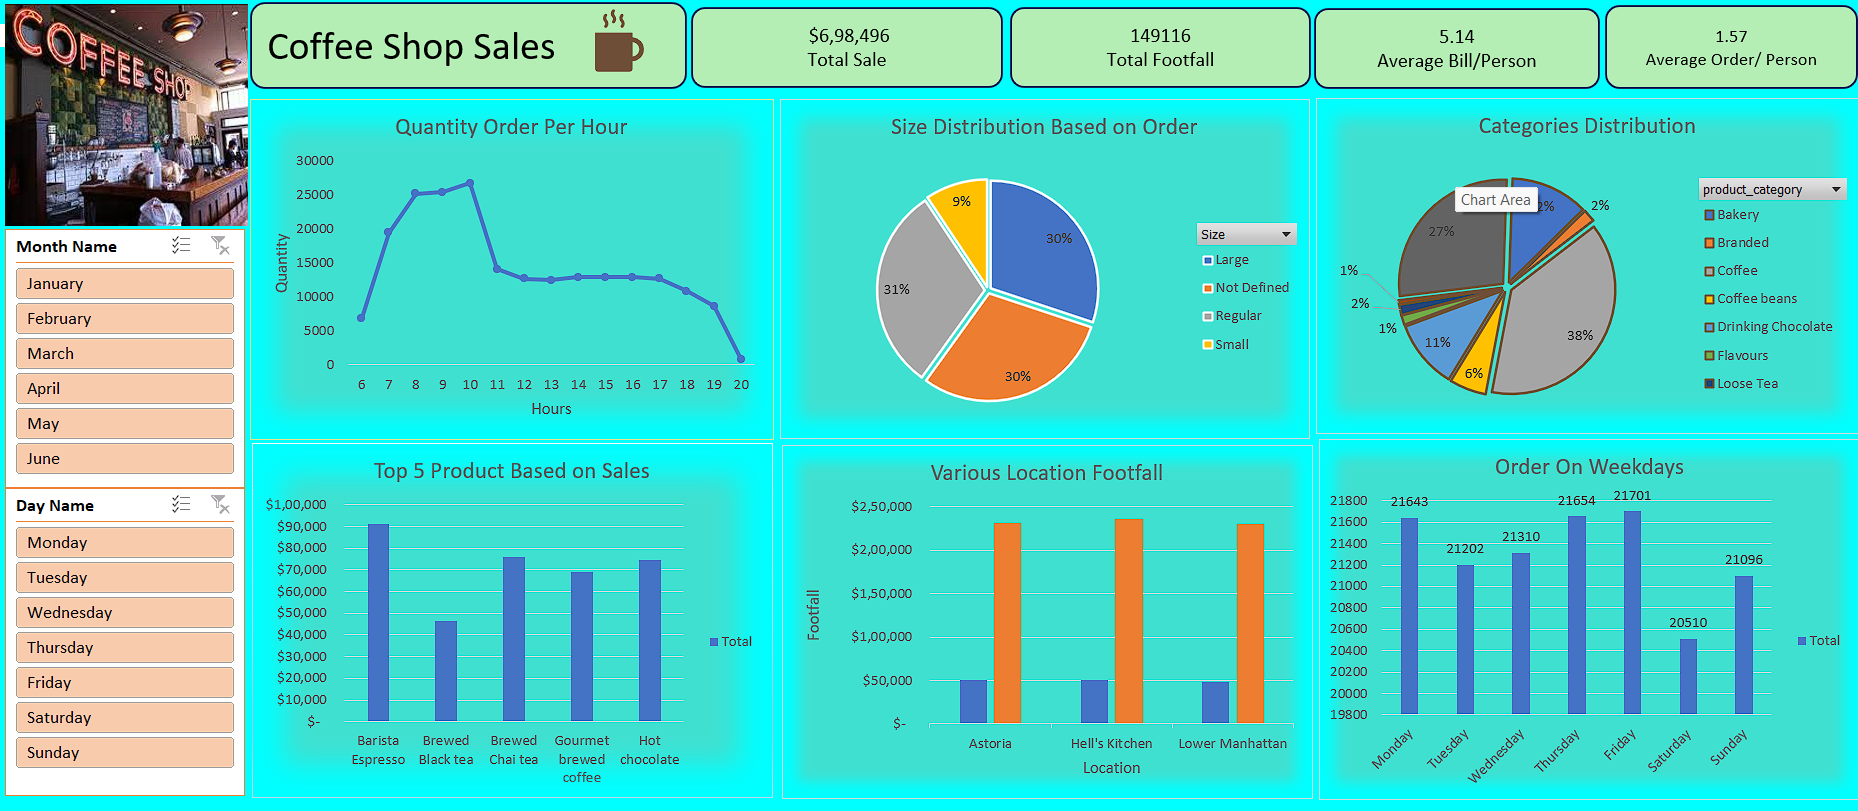 COFFEE SHOP
Coffee Shop Sales
$6,98,496
Total Sale
149116
Total Footfall
5.14
Average Bill/Person
1.57
Average Order/ Person
Month Name
January
February
March
April
May
June
Day Name
Monday
Tuesday
Wednesday
Thursday
Friday
Saturday
Sunday
Quantity Order Per Hour
Quantity
30000
25000
20000
15000
10000
5000
0
6 7 8 9 10 11 12 13 14 15 16 17 18 19 20
Hours
Size Distribution Based on Order
9%
30%
31%
30%
Size
Large
Not Defined
Regular
Small
Categories Distribution
Chart Area
2%
2%
27%
1%
2%
1%
11%
6%
38%
product_category
Bakery
Branded
Coffee
Coffee beans
Drinking Chocolate
Flavours
Loose Tea
Top 5 Product Based on Sales
$1,00,000
$90,000
$80,000
$70,000
$60,000
$50,000
$40,000
$30,000
$20,000
$10,000
$-
Barista Espresso
Brewed Black tea
Brewed Chai tea
Gourmet brewed coffee
Hot chocolate
Total
Various Location Footfall
Footfall
$2,50,000
$2,00,000
$1,50,000
$1,00,000
$50,000
$-
Astoria
Hell's Kitchen
Lower Manhattan
Location
Order On Weekdays
21800
21600
21400
21200
21000
20800
20600
20400
20200
20000
19800
21643
21202
21310
21654
21701
20510
21096
Monday
Tuesday
Wednesday
Thursday
Friday
Saturday
Sunday
Total